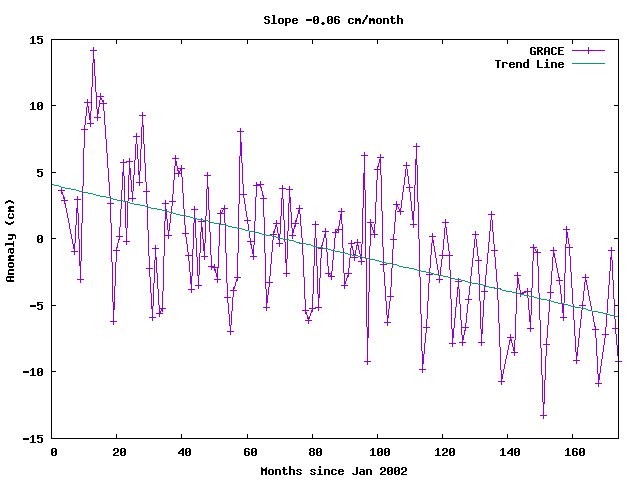 Slope -0.06 cm/month
15
10
5
0
-5
-10
-15
Anomaly (cm)
GRACE
Trend Line
0 20 40 60 80 100 120 140 160
Months since Jan 2002